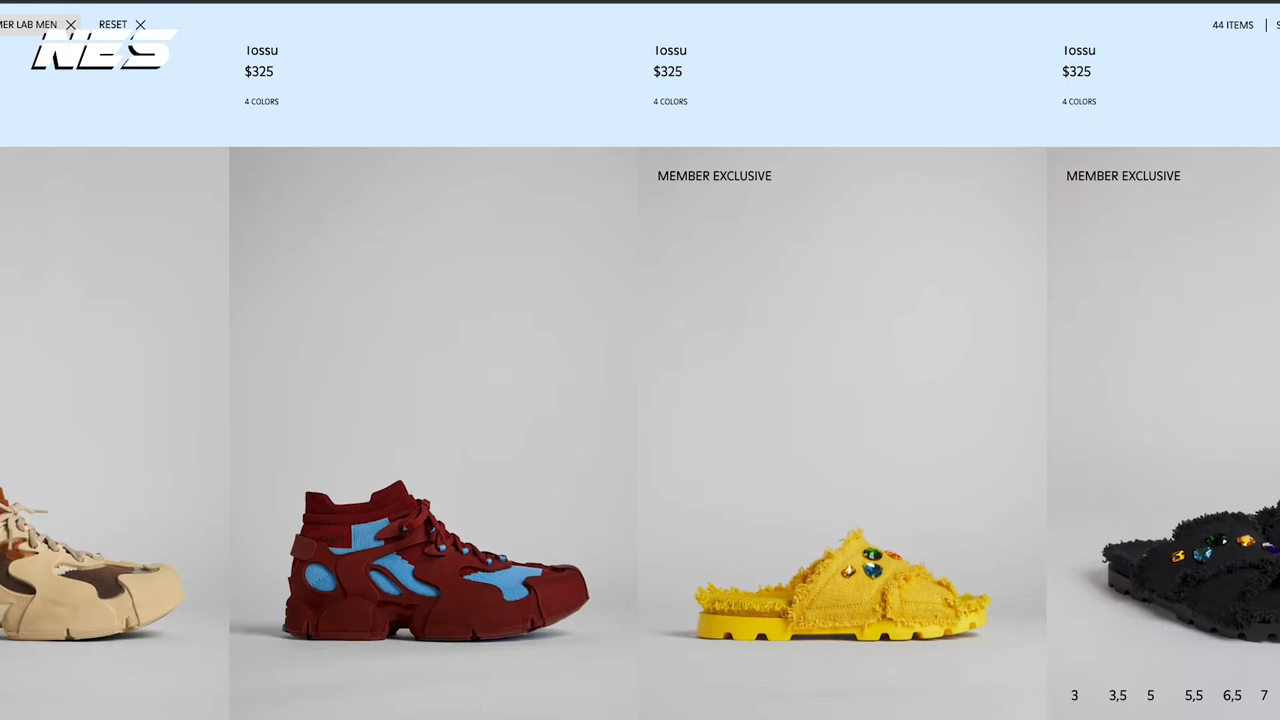 MER LAB MEN
RESET
44 ITEMS
NES
Tossu
$325
4 COLORS
Tossu
$325
4 COLORS
Tossu
$325
4 COLORS
MEMBER EXCLUSIVE
MEMBER EXCLUSIVE
3 3,5 5 5,5 6,5 7